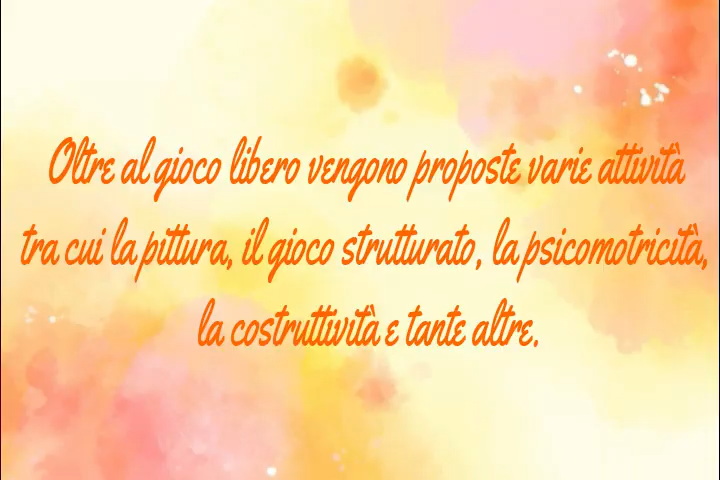 Oltre al gioco libero vengono proposte varie attività
tra cui la pittura, il gioco strutturato, la psicomotricità,
la costruttività e tante altre.